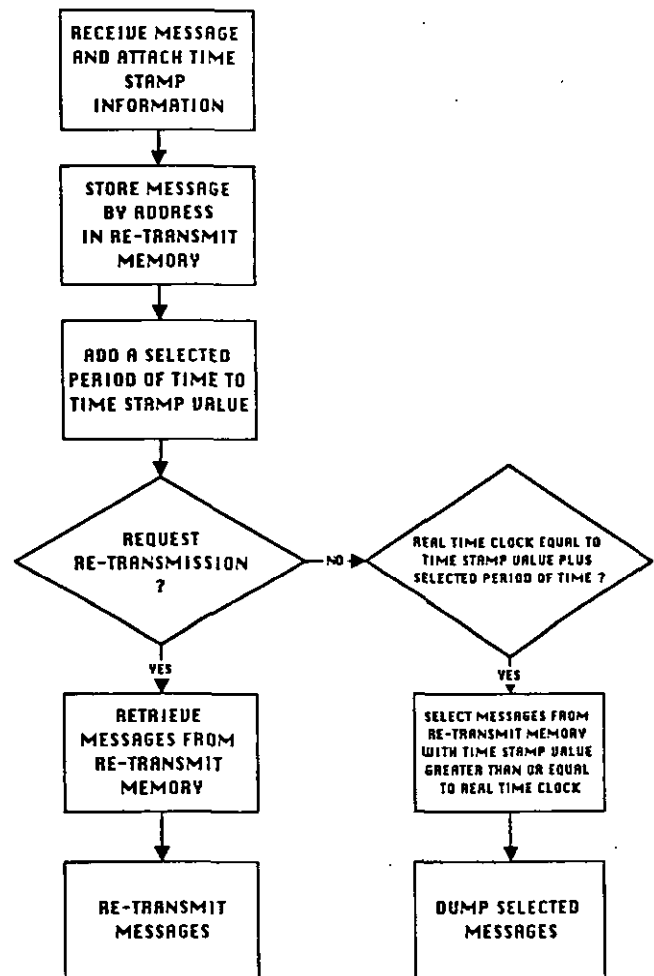 RECEIVE MESSAGE
AND ATTACH TIME
STAMP
INFORMATION
STORE MESSAGE
BY ADDRESS
IN RE-TRANSMIT
MEMORY
ADD A SELECTED
PERIOD OF TIME TO
TIME STAMP VALUE
REQUEST
RE-TRANSMISSION
?
NO
REAL TIME CLOCK EQUAL TO
TIME STAMP VALUE PLUS
SELECTED PERIOD OF TIME ?
YES
RETRIEVE
MESSAGES FROM
RE-TRANSMIT
MEMORY
YES
SELECT MESSAGES FROM
RE-TRANSMIT MEMORY
WITH TIME STAMP VALUE
GREATER THAN OR EQUAL
TO REAL TIME CLOCK
RE-TRANSMIT
MESSAGES
DUMP SELECTED
MESSAGES